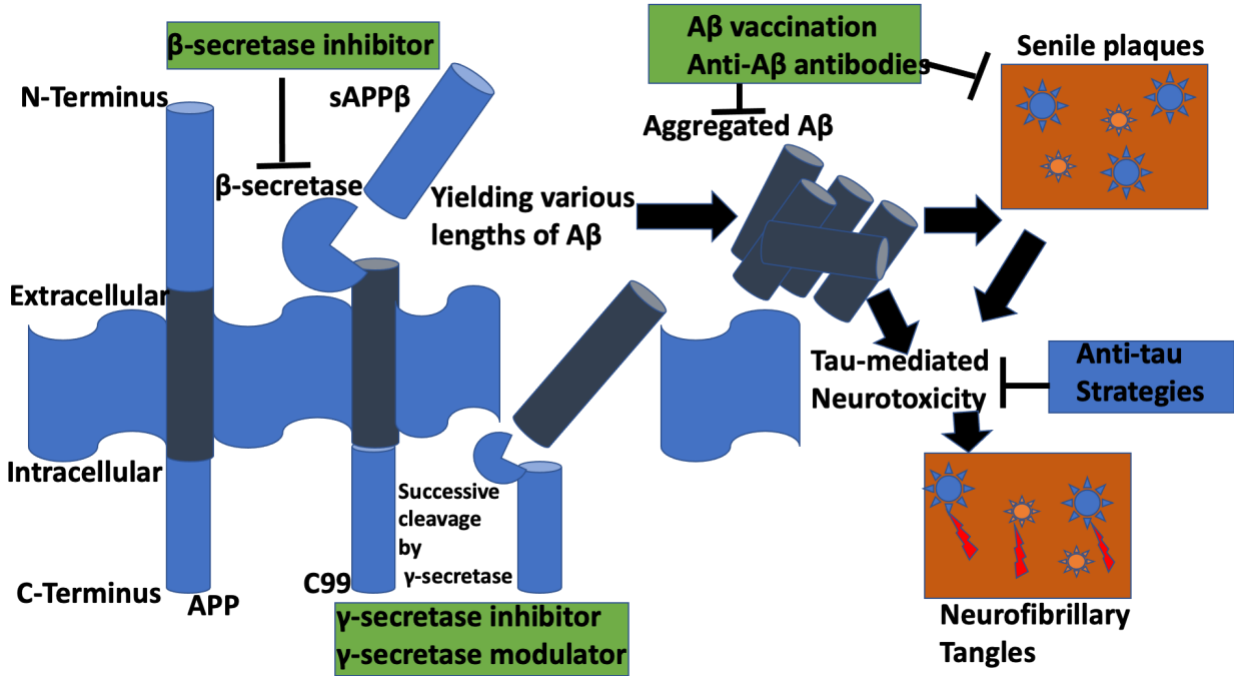 β-secretase inhibitor
N-Terminus
sAPPβ
β-secretase
Extracellular
Intracellular
C-Terminus
APP
C99
Successive
cleavage
by
γ-secretase
γ-secretase inhibitor
γ-secretase modulator
Yielding various
lengths of Aβ
Aβ vaccination
Anti-Aβ antibodies
Aggregated Aβ
Senile plaques
Tau-mediated
Neurotoxicity
Anti-tau
Strategies
Neurofibrillary
Tangles